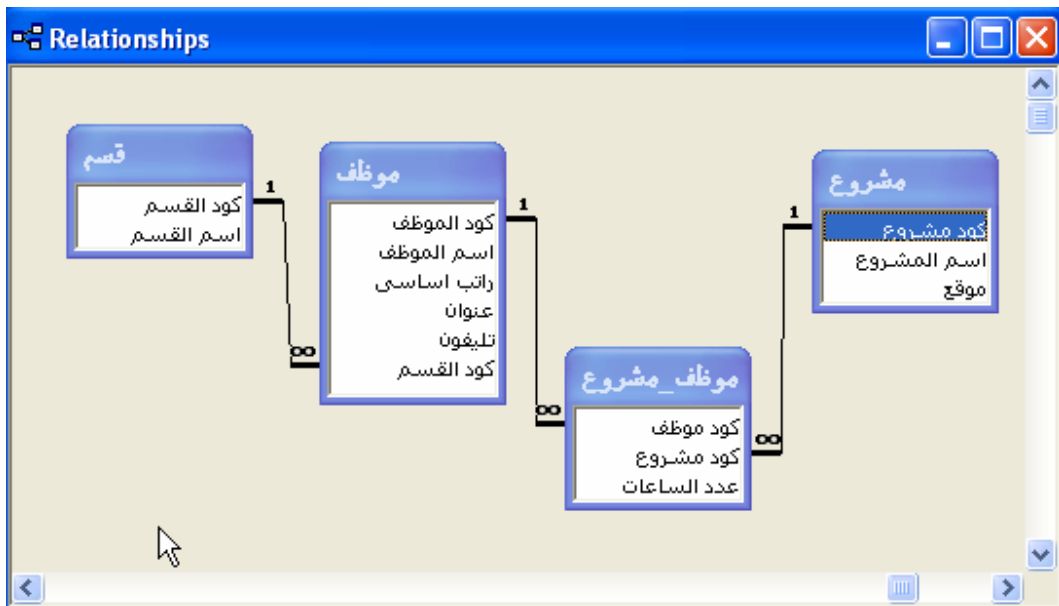 Relationships
قسم
كود القسم
اسم القسم
1
∞
موظف
كود الموظف
اسم الموظف
راتب اساسى
عنوان
تليفون
كود القسم
1
∞
موظف_مشروع
كود موظف
كود مشروع
عدد الساعات
∞
1
مشروع
كود مشروع
اسم المشروع
موقع